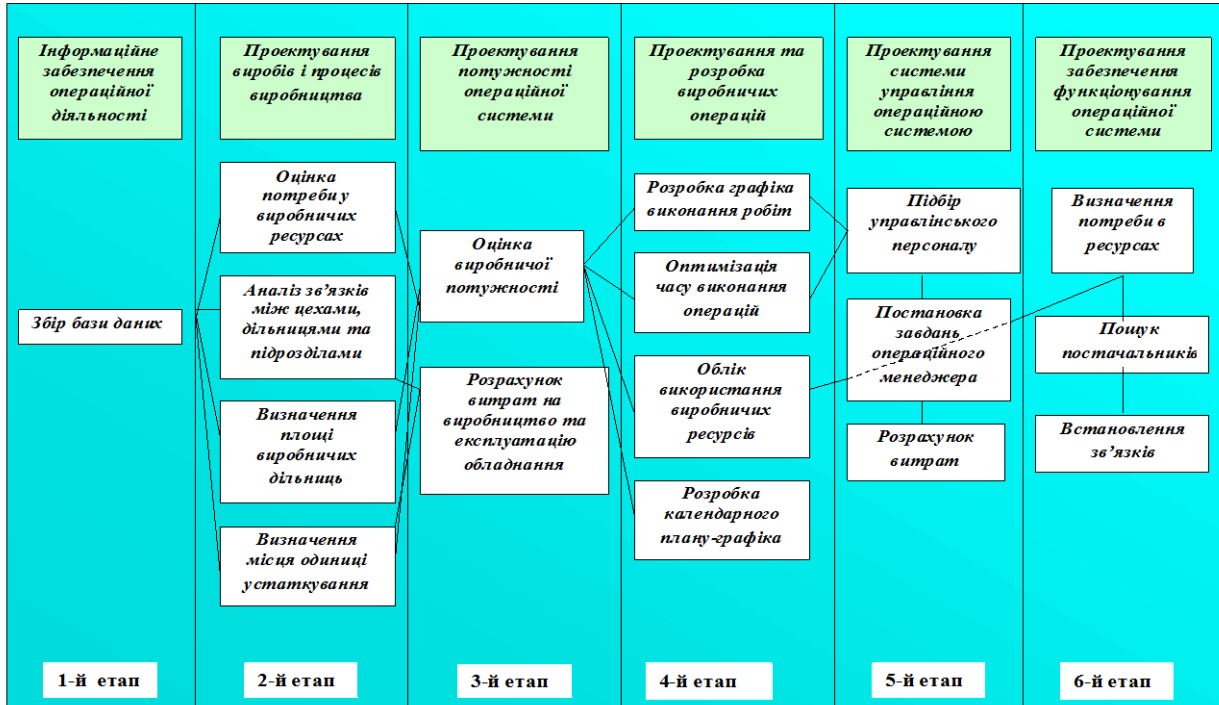 Інформаційне
забезпечення
операційної
діяльності
Проектування
виробів і процесів
виробництва
Проектування
потужності
операційної
системи
Проектування та
розробка
виробничих
операцій
Проектування
системи
управління
операційною
системою
Проектування
забезпечення
функціонування
операційної
системи
Збір бази даних
Оцінка
потреби у
виробничих
ресурсах
Аналіз зв’язків
між цехами,
дільницями та
підрозділами
Визначення
площі
виробничих
дільниць
Визначення
місця одиниці
устаткування
Оцінка
виробничої
потужності
Розрахунок
витрат на
виробництво та
експлуатацію
обладнання
Розробка графіка
виконання робіт
Оптимізація
часу виконання
операцій
Облік
використання
виробничих
ресурсів
Розробка
календарного
плану-графіка
Підбір
управлінського
персоналу
Постановка
завдань
операційного
менеджера
Розрахунок
витрат
Визначення
потреби в
ресурсах
Пошук
постачальників
Встановлення
зв’язків
1-й етап
2-й етап
3-й етап
4-й етап
5-й етап
6-й етап